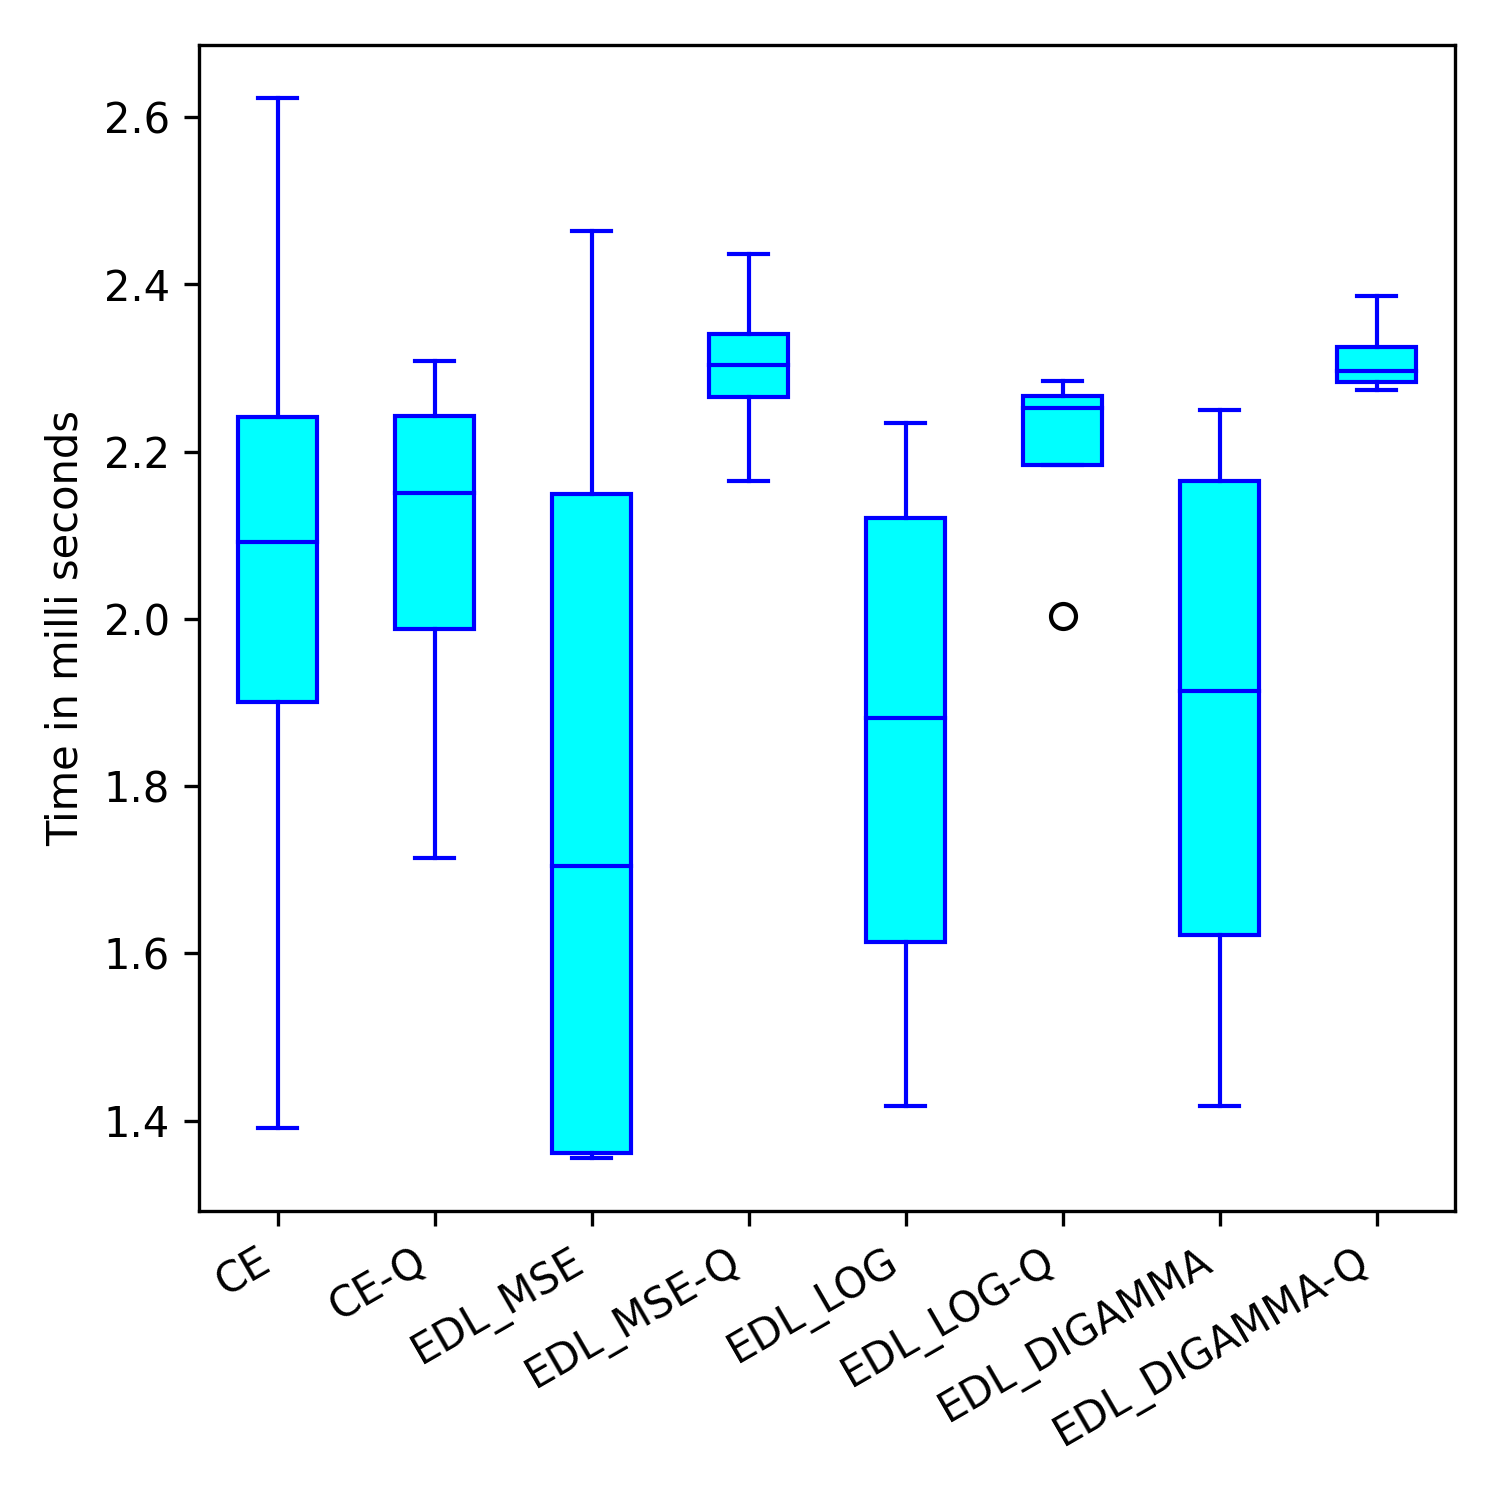 Time in milli seconds
2.6
2.4
2.2
2.0
1.8
1.6
1.4
CE
CE-Q
EDL_MSE
EDL_MSE-Q
EDL_LOG
EDL_LOG-Q
EDL_DIGAMMA
EDL_DIGAMMA-Q